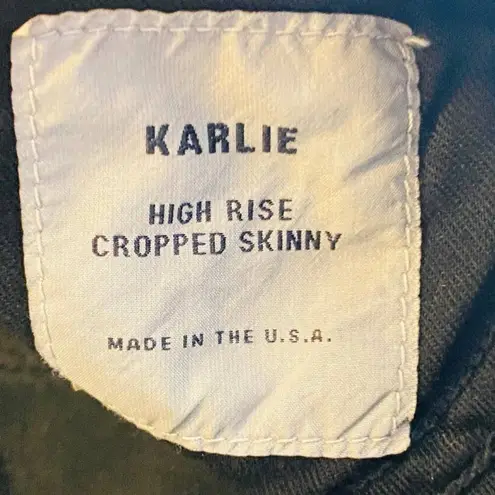 KARLIE
HIGH RISE
CROPPED SKINNY
MADE IN THE U.S.A.